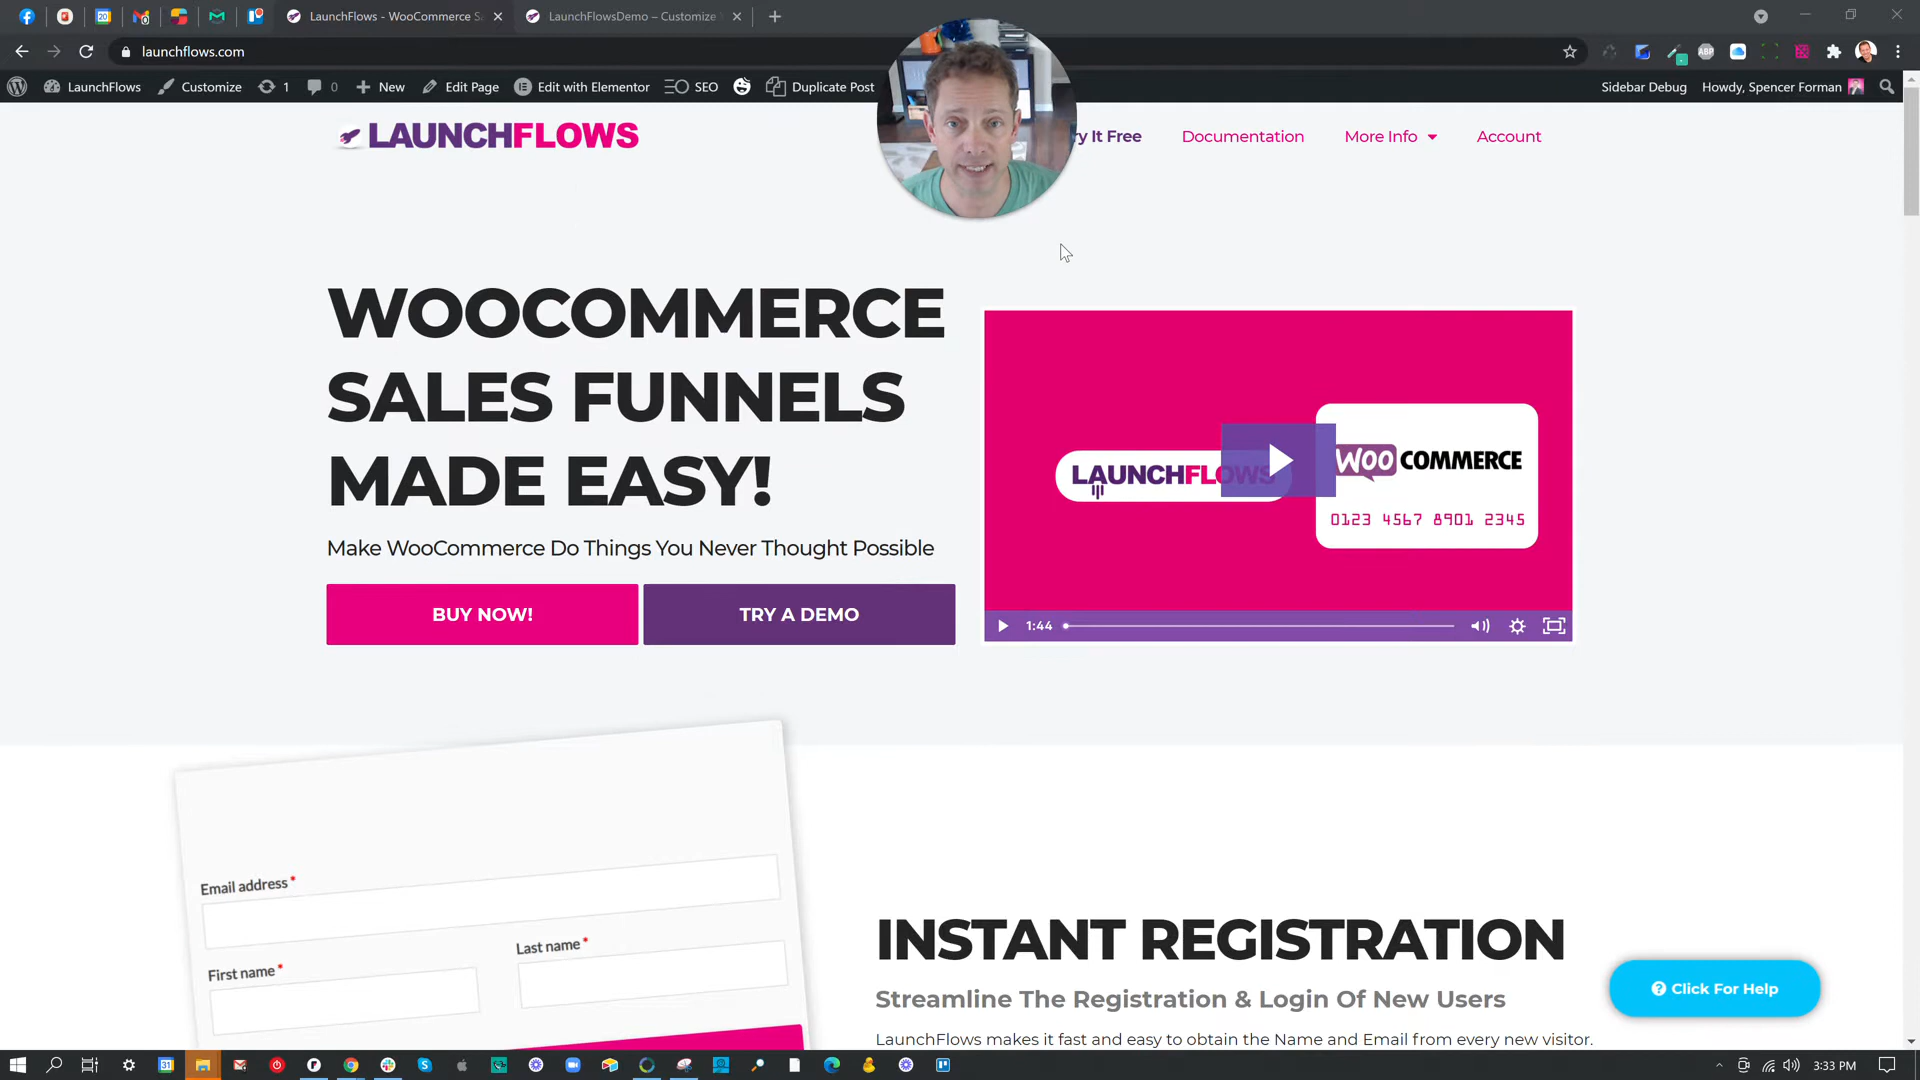 LaunchFlows - WooCommerce S
LaunchFlowsDemo – Customize
launchflows.com
LaunchFlows
Customize
1
0
New
Edit Page
Edit with Elementor
SEO
Duplicate Post
Sidebar Debug
Howdy, Spencer Forman
LAUNCHFLOWS
y It Free
Documentation
More Info
Account
WOOCOMMERCE
SALES FUNNELS
MADE EASY!
Make WooCommerce Do Things You Never Thought Possible
BUY NOW!
TRY A DEMO
LAUNCHFLOWS
WOO COMMERCE
0123 4567 8901 2345
1:44
Email address *
First name *
Last name *
INSTANT REGISTRATION
Streamline The Registration & Login Of New Users
LaunchFlows makes it fast and easy to obtain the Name and Email from every new visitor.
Click For Help
3:33 PM